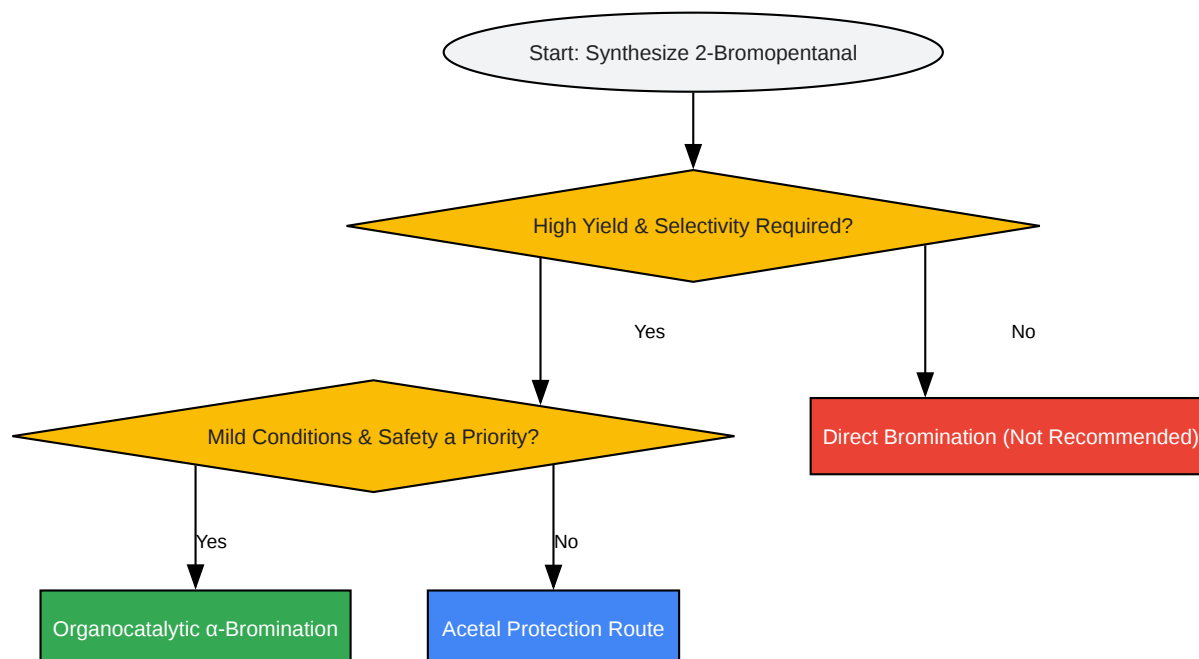 Start: Synthesize 2-Bromopentanal
High Yield & Selectivity Required?
Yes
No
Mild Conditions & Safety a Priority?
Direct Bromination (Not Recommended)
Yes
No
Organocatalytic α-Bromination
Acetal Protection Route